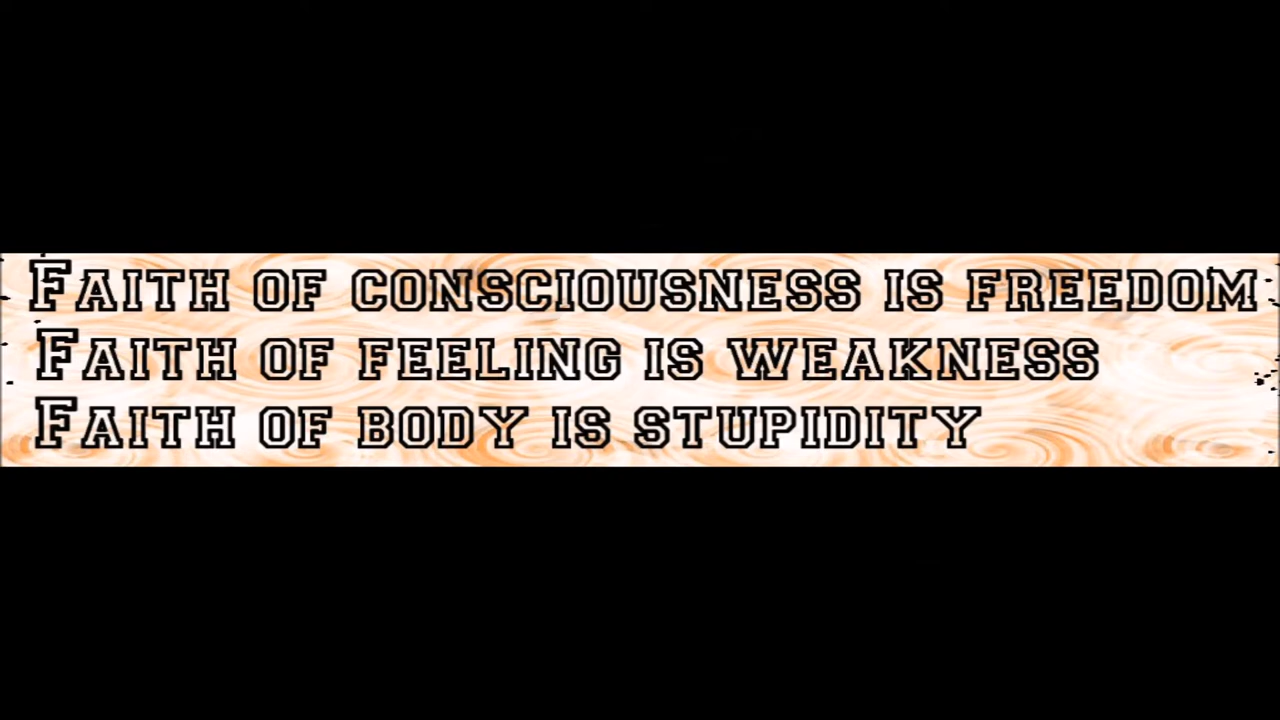 Faith of consciousness is freedom
Faith of feeling is weakness
Faith of body is stupidity